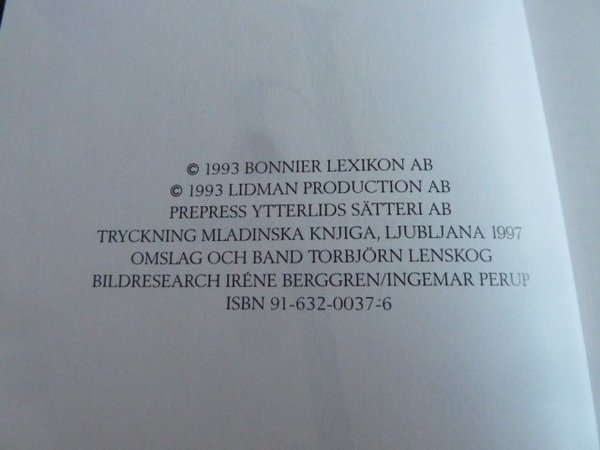 © 1993 BONNIER LEXIKON AB
© 1993 LIDMAN PRODUCTION AB
PREPRESS YTTERLIDS SÄTTERI AB
TRYCKNING MLADINSKA KNJIGA, LJUBLJANA 1997
OMSLAG OCH BAND TORBJÖRN LENSKOG
BILDRESEARCH IRÉNE BERGGREN/INGEMAR PERUP
ISBN 91-632-0037-6